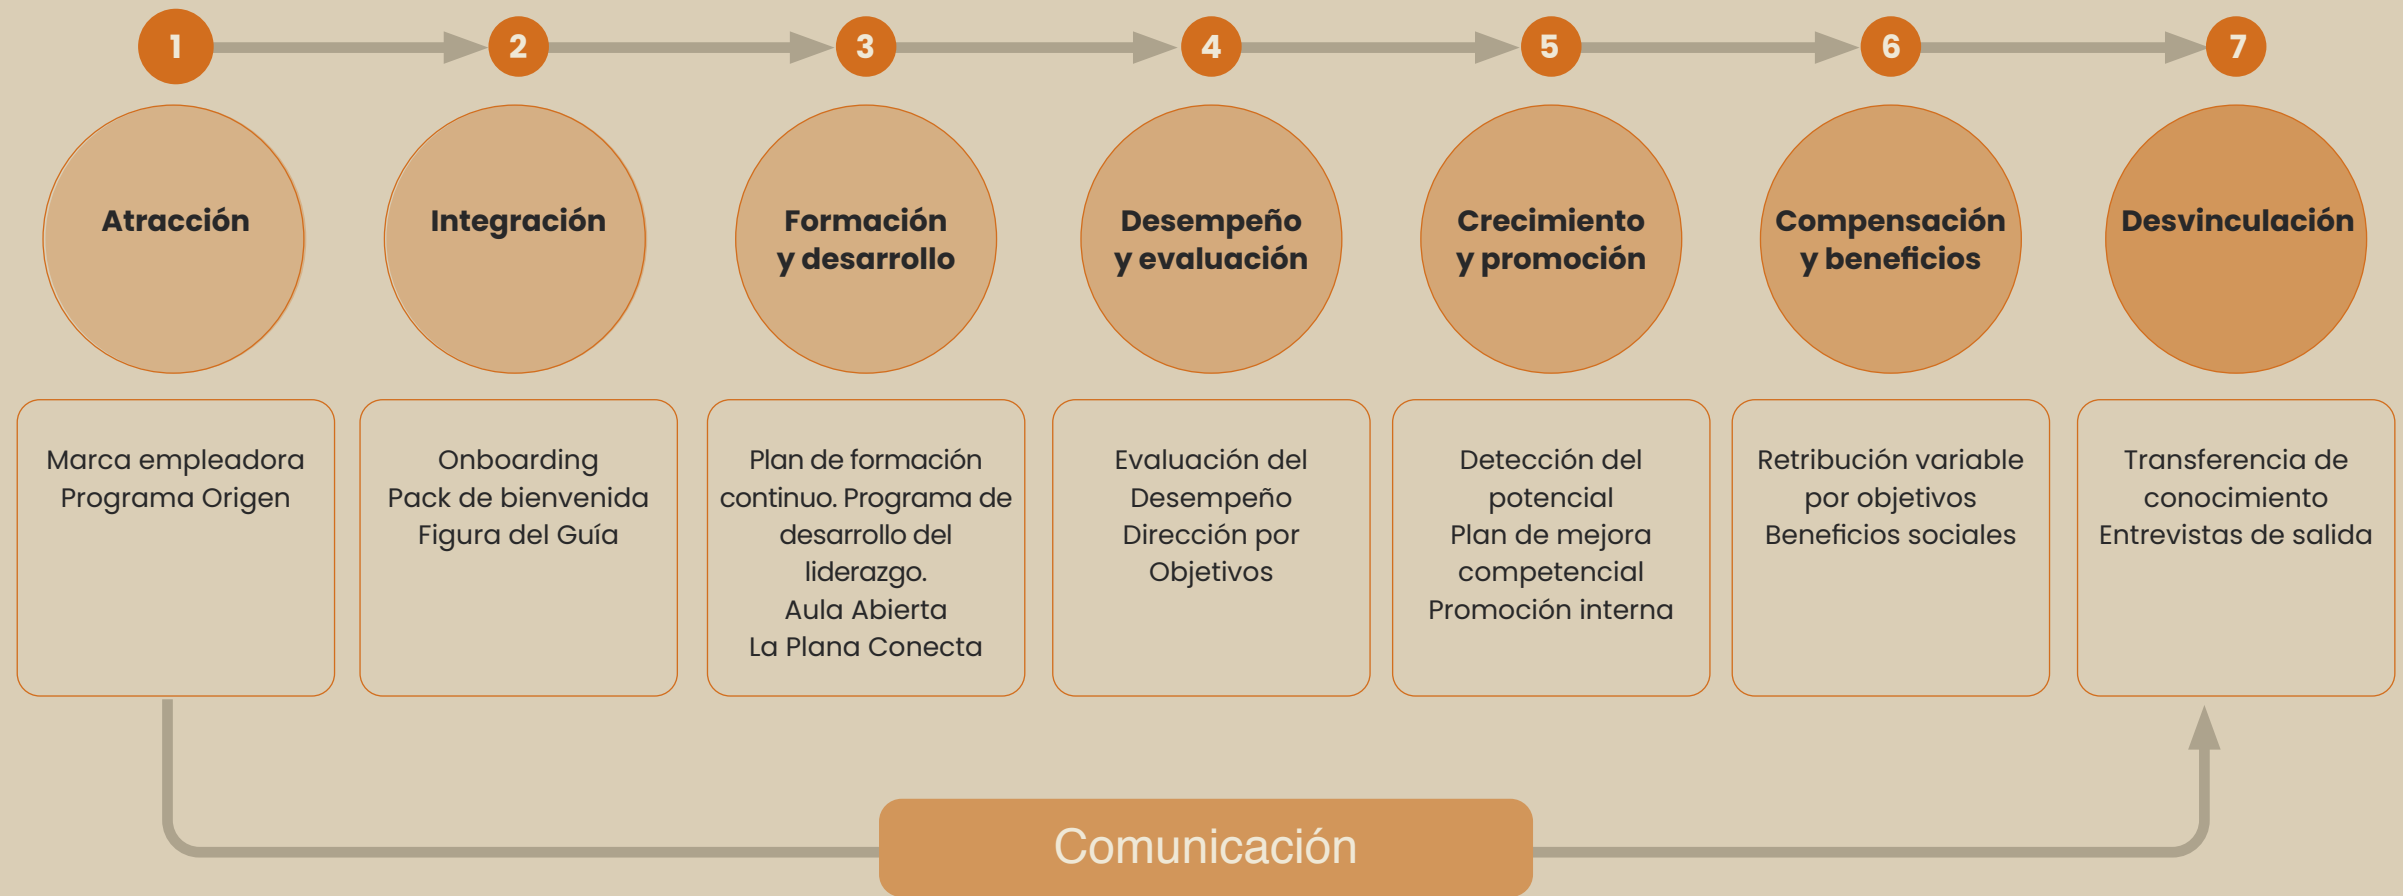 1
2
3
4
5
6
7
Atracción
Integración
Formación
y desarrollo
Desempeño
y evaluación
Crecimiento
y promoción
Compensación
y beneficios
Desvinculación
Marca empleadora
Programa Origen
Onboarding
Pack de bienvenida
Figura del Guía
Plan de formación
continuo. Programa de
desarrollo del
liderazgo.
Aula Abierta
La Plana Conecta
Evaluación del
Desempeño
Dirección por
Objetivos
Detección del
potencial
Plan de mejora
competencial
Promoción interna
Retribución variable
por objetivos
Beneficios sociales
Transferencia de
conocimiento
Entrevistas de salida
Comunicación